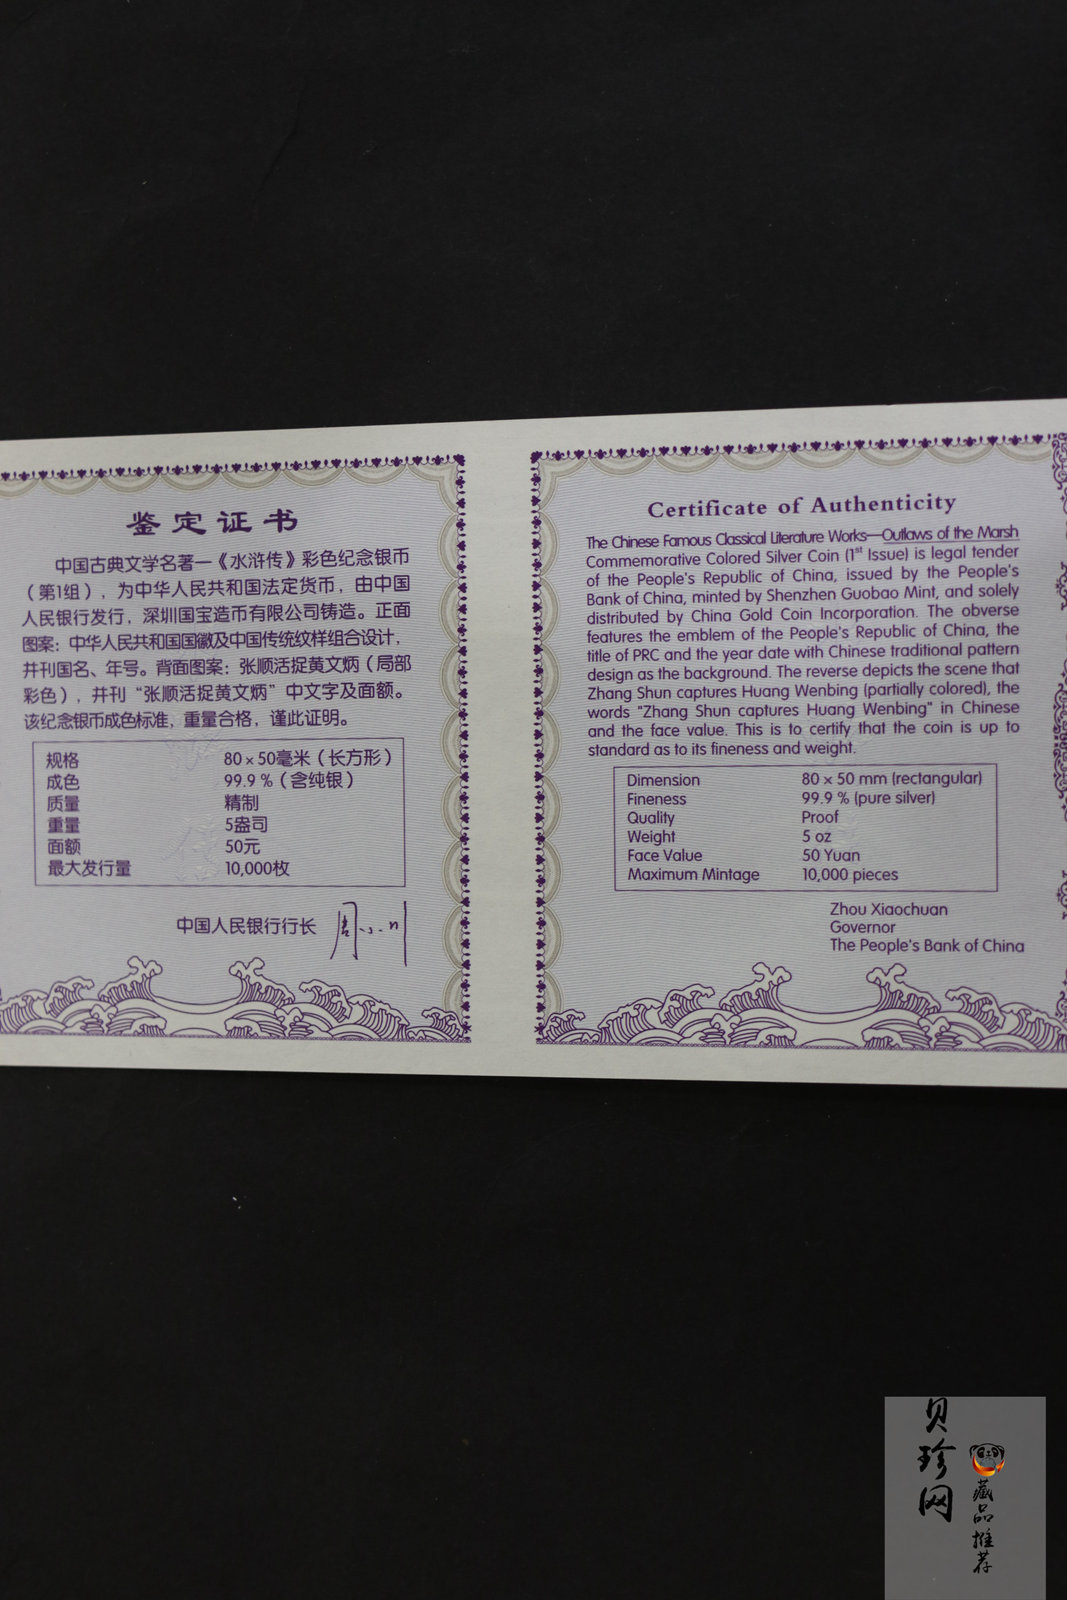 鉴定证书
中国古典文学名著—《水浒传》彩色纪念银币
（第1组），为中华人民共和国法定货币，由中国
人民银行发行，深圳国宝造币有限公司铸造。正面
图案：中华人民共和国国徽及中国传统纹样组合设计，
并刊国名、年号。背面图案：张顺活捉黄文炳（局部
彩色），并刊“张顺活捉黄文炳”中文字及面额。
该纪念银币成色标准，重量合格，谨此证明。
规格 80×50毫米（长方形）
成色 99.9％（含纯银）
质量 精制
重量 5盎司
面额 50元
最大发行量 10,000枚
中国人民银行行长 周小川
Certificate of Authenticity
The Chinese Famous Classical Literature Works—Outlaws of the Marsh
Commemorative Colored Silver Coin (1st Issue) is legal tender
of the People's Republic of China, issued by the People's
Bank of China, minted by Shenzhen Guobao Mint, and solely
distributed by China Gold Coin Incorporation. The obverse
features the emblem of the People's Republic of China, the
title of PRC and the year date with Chinese traditional pattern
design as the background. The reverse depicts the scene that
Zhang Shun captures Huang Wenbing (partially colored), the
words "Zhang Shun captures Huang Wenbing" in Chinese
and the face value. This is to certify that the coin is up to
standard as to its fineness and weight.
Dimension 80 × 50 mm (rectangular)
Fineness 99.9 % (pure silver)
Quality Proof
Weight 5 oz
Face Value 50 Yuan
Maximum Mintage 10,000 pieces
Zhou Xiaochuan
Governor
The People's Bank of China
贝珍网
藏品推荐